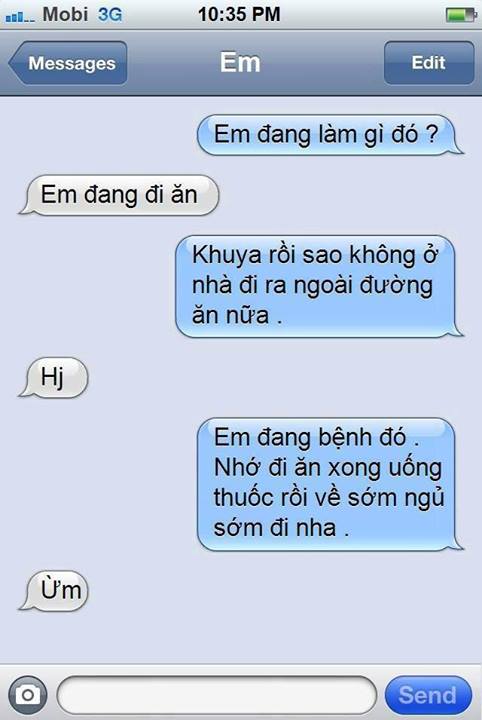 Mobi 3G 10:35 PM
Messages Em Edit
Em đang làm gì đó ?
Em đang đi ăn
Khuya rồi sao không ở
nhà đi ra ngoài đường
ăn nữa .
Hj
Em đang bệnh đó .
Nhớ đi ăn xong uống
thuốc rồi về sớm ngủ
sớm đi nha .
Ừm
Send